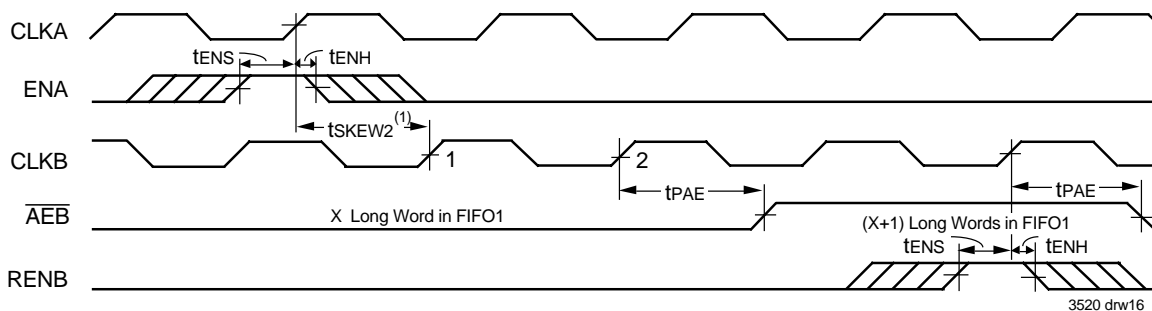 CLKA
tENS
tENH
ENA
tSKEW2(1)
CLKB
1
2
tPAE
tPAE
AEB
X Long Word in FIFO1
(X+1) Long Words in FIFO1
tENS
tENH
RENB
3520 drw16